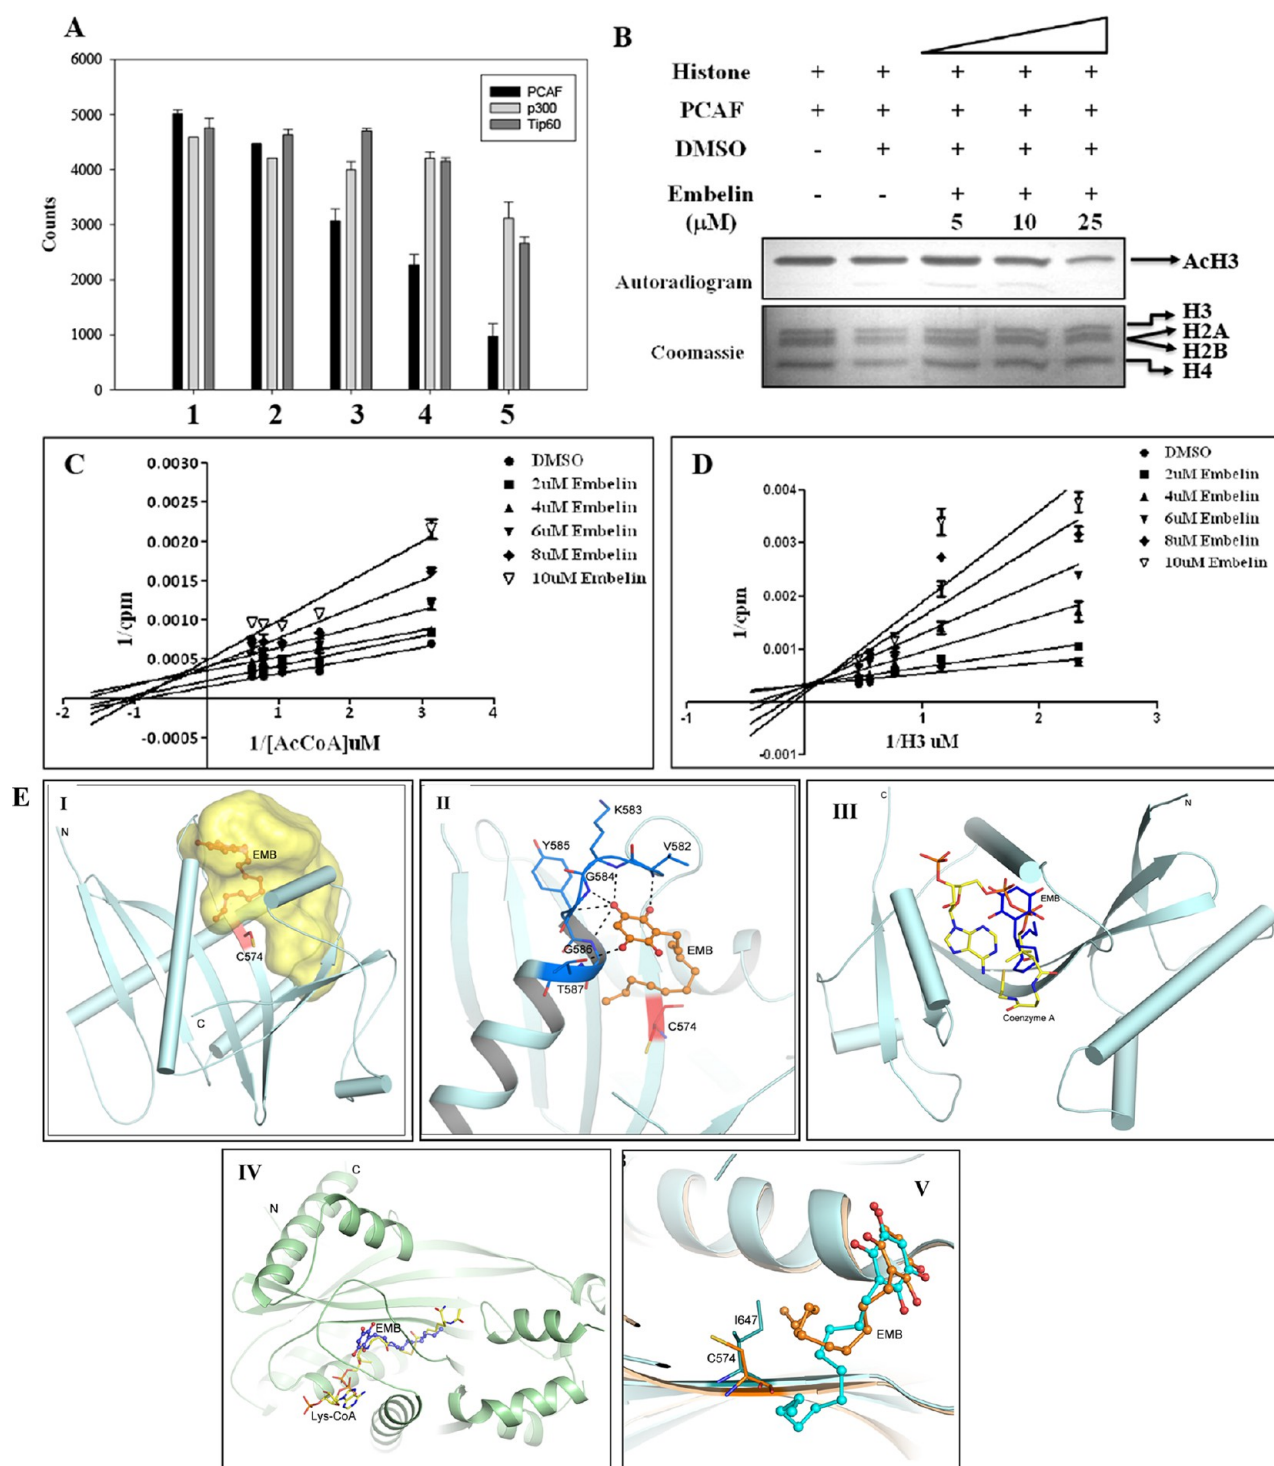 A
6000
5000
4000
3000
2000
1000
0
Counts
PCAF
p300
Tip60
1 2 3 4 5
B
Histone + + + + +
PCAF + + + + +
DMSO - + + + +
Embelin - - + + +
(µM) 5 10 25
Autoradiogram
AcH3
Coomassie
H3
H2A
H2B
H4
C
0.0030
0.0025
0.0020
0.0015
0.0010
0.0005
-0.0005
1/cpm
-2 -1 1 2 3 4
1/[AcCoA]uM
DMSO
2uM Embelin
4uM Embelin
6uM Embelin
8uM Embelin
10uM Embelin
D
0.004
0.003
0.002
0.001
-0.001
1/cpm
-1 1 2 3
1/H3 uM
DMSO
2uM Embelin
4uM Embelin
6uM Embelin
8uM Embelin
10uM Embelin
E
I
N
EMB
C574
C
II
K583
Y585
V582
G584
G586
EMB
T587
C574
III
C
N
EMB
Coenzyme A
IV
C
N
EMB
Lys-CoA
V
I647
C574
EMB